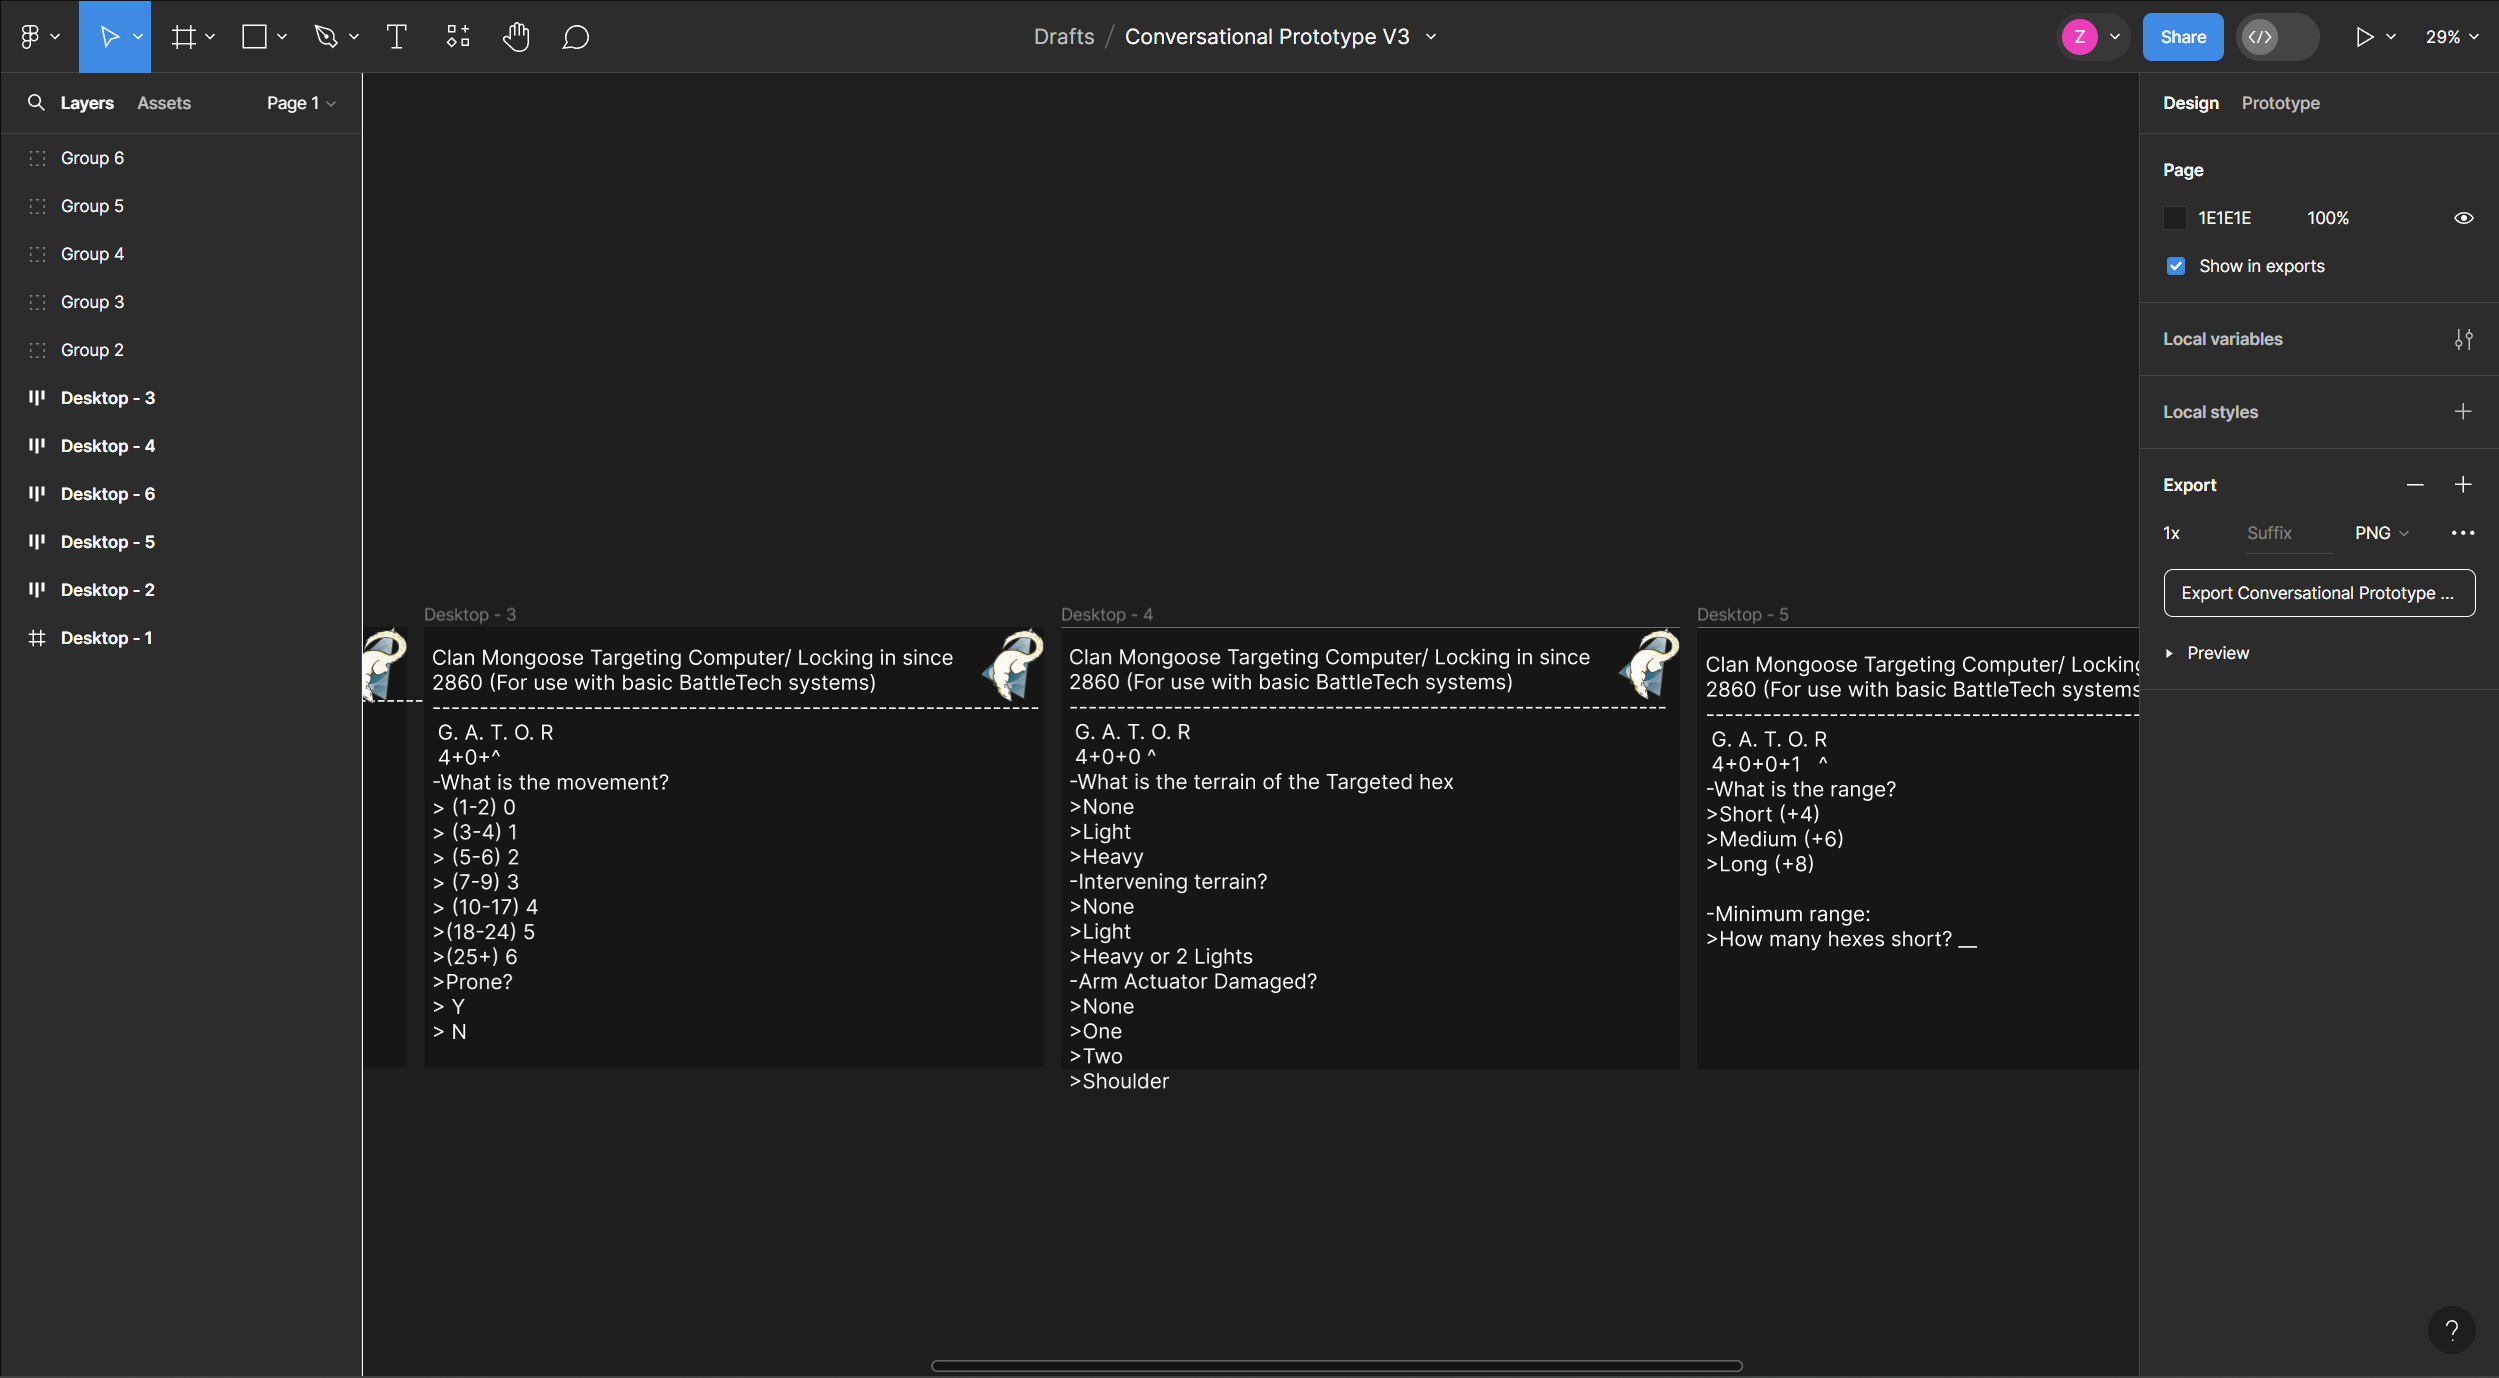 Drafts / Conversational Prototype V3
Z
Share
29%
Layers
Assets
Page 1
Group 6
Group 5
Group 4
Group 3
Group 2
Desktop - 3
Desktop - 4
Desktop - 6
Desktop - 5
Desktop - 2
Desktop - 1
Desktop - 3
Clan Mongoose Targeting Computer/ Locking in since
2860 (For use with basic BattleTech systems)
G. A. T. O. R
4+0+^
-What is the movement?
> (1-2) 0
> (3-4) 1
> (5-6) 2
> (7-9) 3
> (10-17) 4
>(18-24) 5
>(25+) 6
>Prone?
> Y
> N
Desktop - 4
Clan Mongoose Targeting Computer/ Locking in since
2860 (For use with basic BattleTech systems)
G. A. T. O. R
4+0+0 ^
-What is the terrain of the Targeted hex
>None
>Light
>Heavy
-Intervening terrain?
>None
>Light
>Heavy or 2 Lights
-Arm Actuator Damaged?
>None
>One
>Two
>Shoulder
Desktop - 5
Clan Mongoose Targeting Computer/ Locking
2860 (For use with basic BattleTech systems
G. A. T. O. R
4+0+0+1 ^
-What is the range?
>Short (+4)
>Medium (+6)
>Long (+8)
-Minimum range:
>How many hexes short? __
Design
Prototype
Page
1E1E1E
100%
Show in exports
Local variables
Local styles
Export
1x
Suffix
PNG
Export Conversational Prototype ...
Preview
?